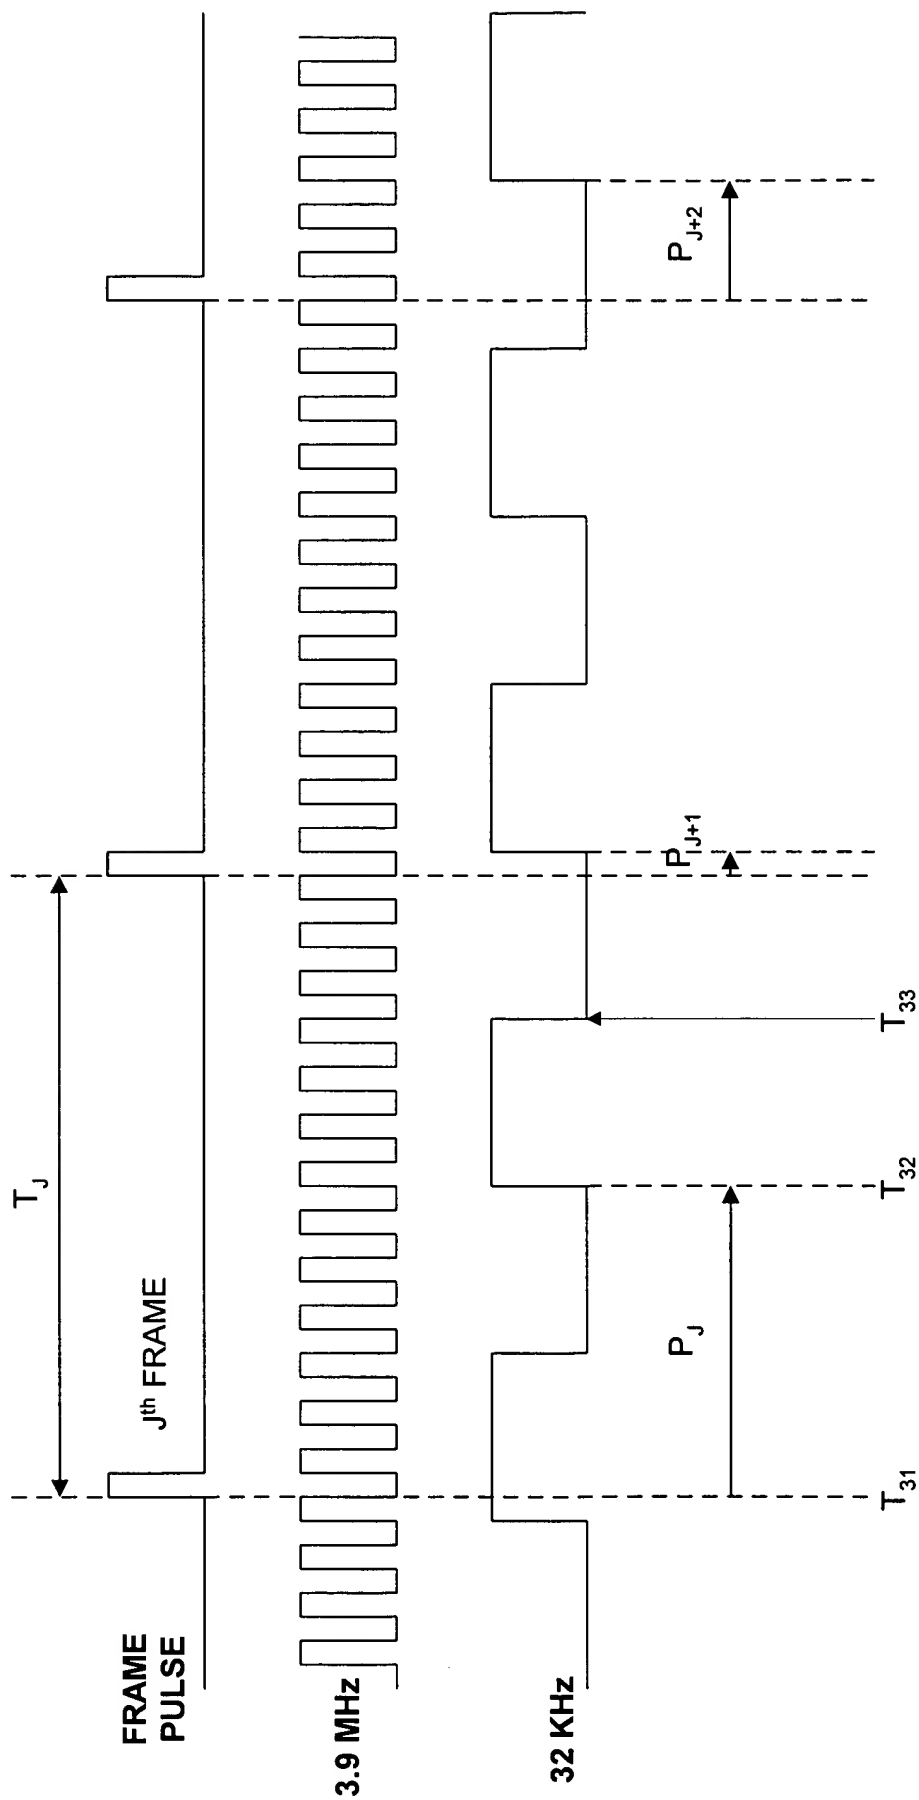 T_J
J^th FRAME
FRAME
PULSE
3.9 MHz
32 KHz
P_J
P_J+1
P_J+2
T_31
T_32
T_33